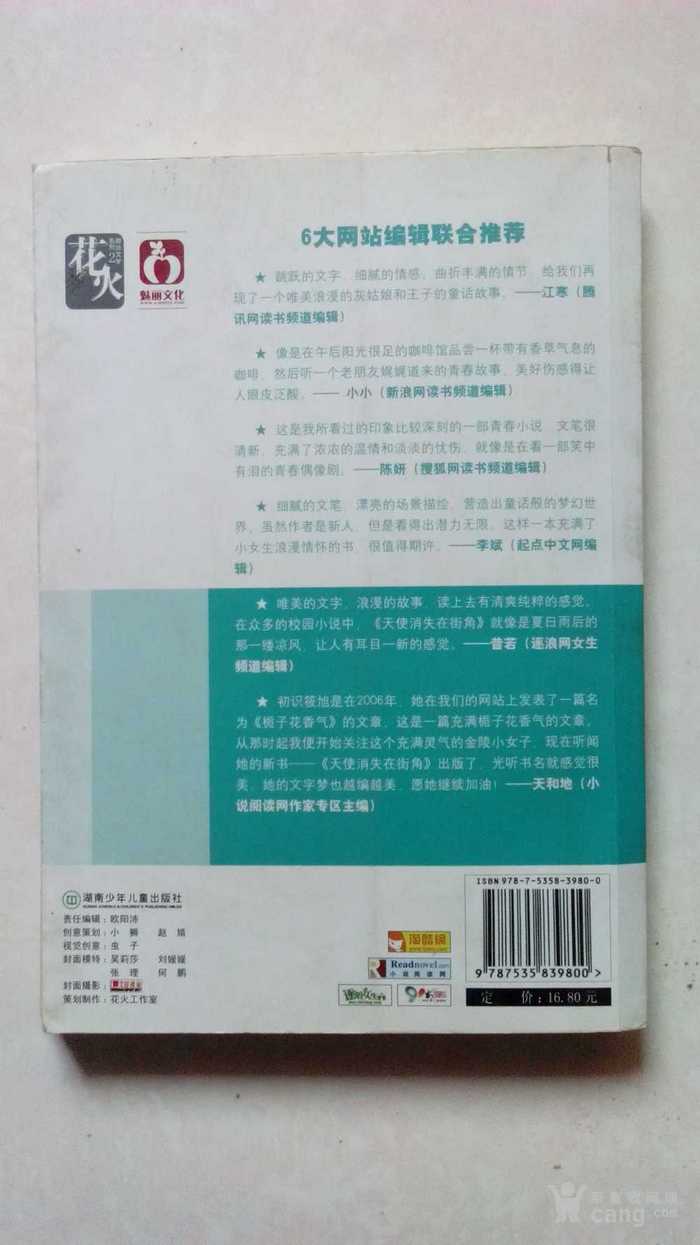 花火
魅丽文化
6大网站编辑联合推荐
★ 跳跃的文字，细腻的情感，曲折丰满的情节，给我们再
现了一个唯美浪漫的灰姑娘和王子的童话故事。——江寒（腾
讯网读书频道编辑）
★ 像是在午后阳光很足的咖啡馆品尝一杯带有香草气息的
咖啡，然后听一个老朋友娓娓道来的青春故事，美好伤感得让
人眼皮泛酸。—— 小小（新浪网读书频道编辑）
★ 这是我所看过的印象比较深刻的一部青春小说，文笔很
清新，充满了浓浓的温情和淡淡的忧伤，就像是在看一部笑中
有泪的青春偶像剧。——陈妍（搜狐网读书频道编辑）
★ 细腻的文笔，漂亮的场景描绘，营造出童话般的梦幻世
界。虽然作者是新人，但是看得出潜力无限。这样一本充满了
小女生浪漫情怀的书，很值得期许。——李斌（起点中文网编
辑）
★ 唯美的文字，浪漫的故事，读上去有清爽纯粹的感觉。
在众多的校园小说中，《天使消失在街角》就像是夏日雨后的
那一缕凉风，让人有耳目一新的感觉。——昔若（逐浪网女生
频道编辑）
★ 初识筱旭是在2006年，她在我们的网站上发表了一篇名
为《栀子花香气》的文章，这是一篇充满栀子花香气的文章。
从那时起我便开始关注这个充满灵气的金陵小女子，现在听闻
她的新书——《天使消失在街角》出版了，光听书名就感觉很
美，她的文字梦也越编越美，愿她继续加油！——天和地（小
说阅读网作家专区主编）
湖南少年儿童出版社
责任编辑：欧阳沛
创意策划：小 狮 赵 婧
视觉创意：虫 子
封面模特：吴莉莎 刘媛媛
张 理 何 鹏
封面摄影：
策划制作：花火工作室
Readnovel.com
小说阅读网
ISBN 978-7-5358-3980-0
9 787535 839800 >
定 价：16.80 元
cang.com